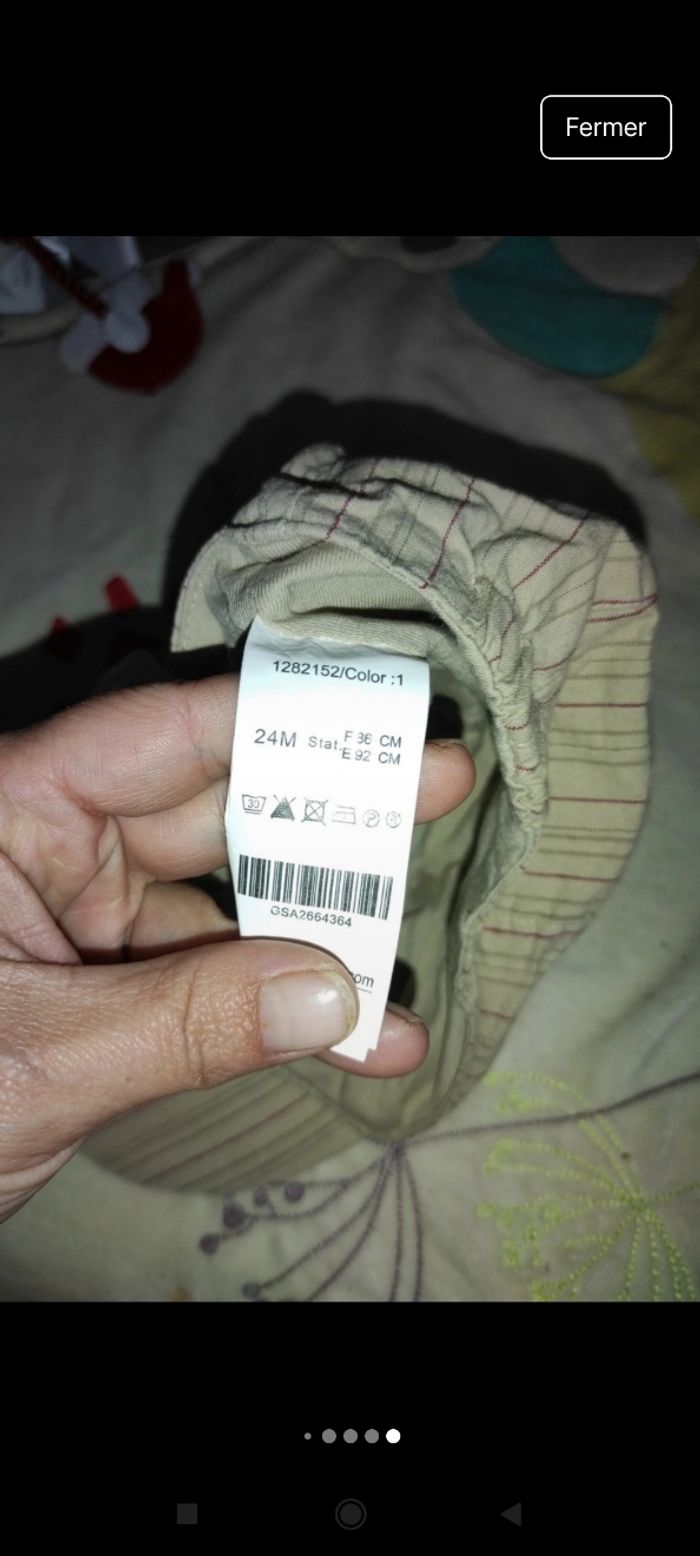 Fermer
1282152/Color :1
24M Stat: F 36 CM
E 92 CM
30
P
GSA2664364
com